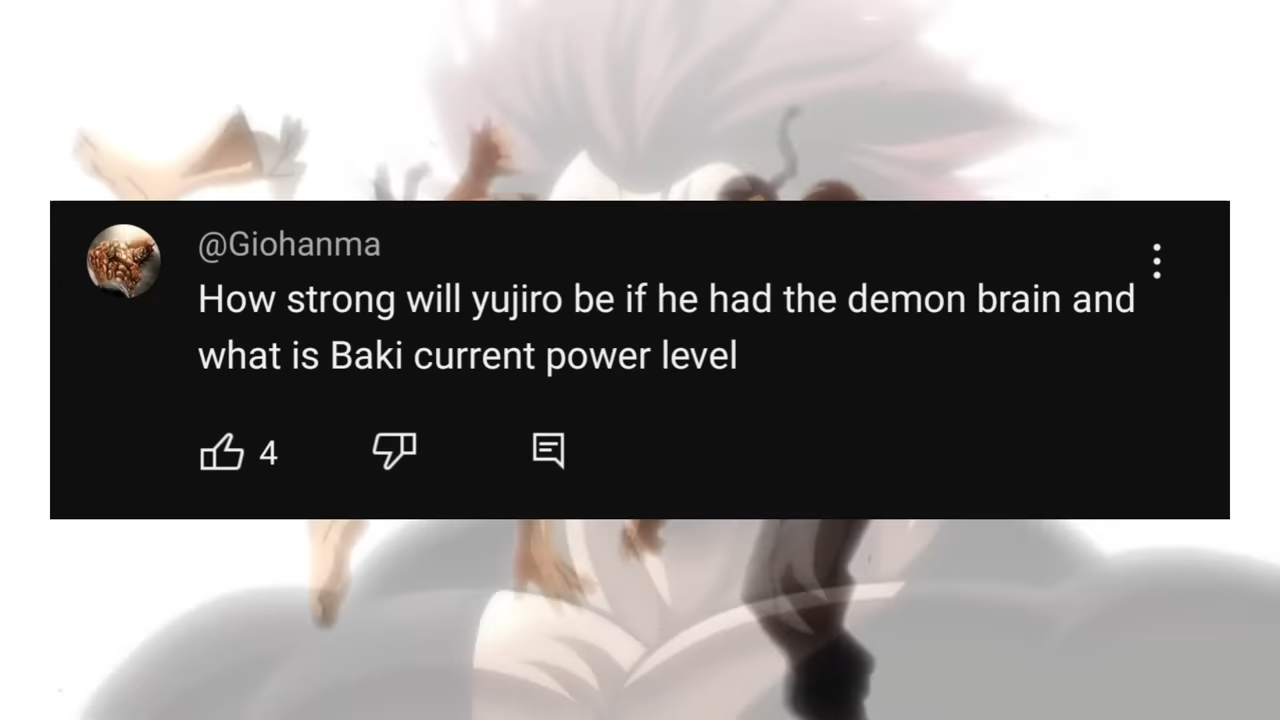 @Giohanma
How strong will yujiro be if he had the demon brain and
what is Baki current power level
4